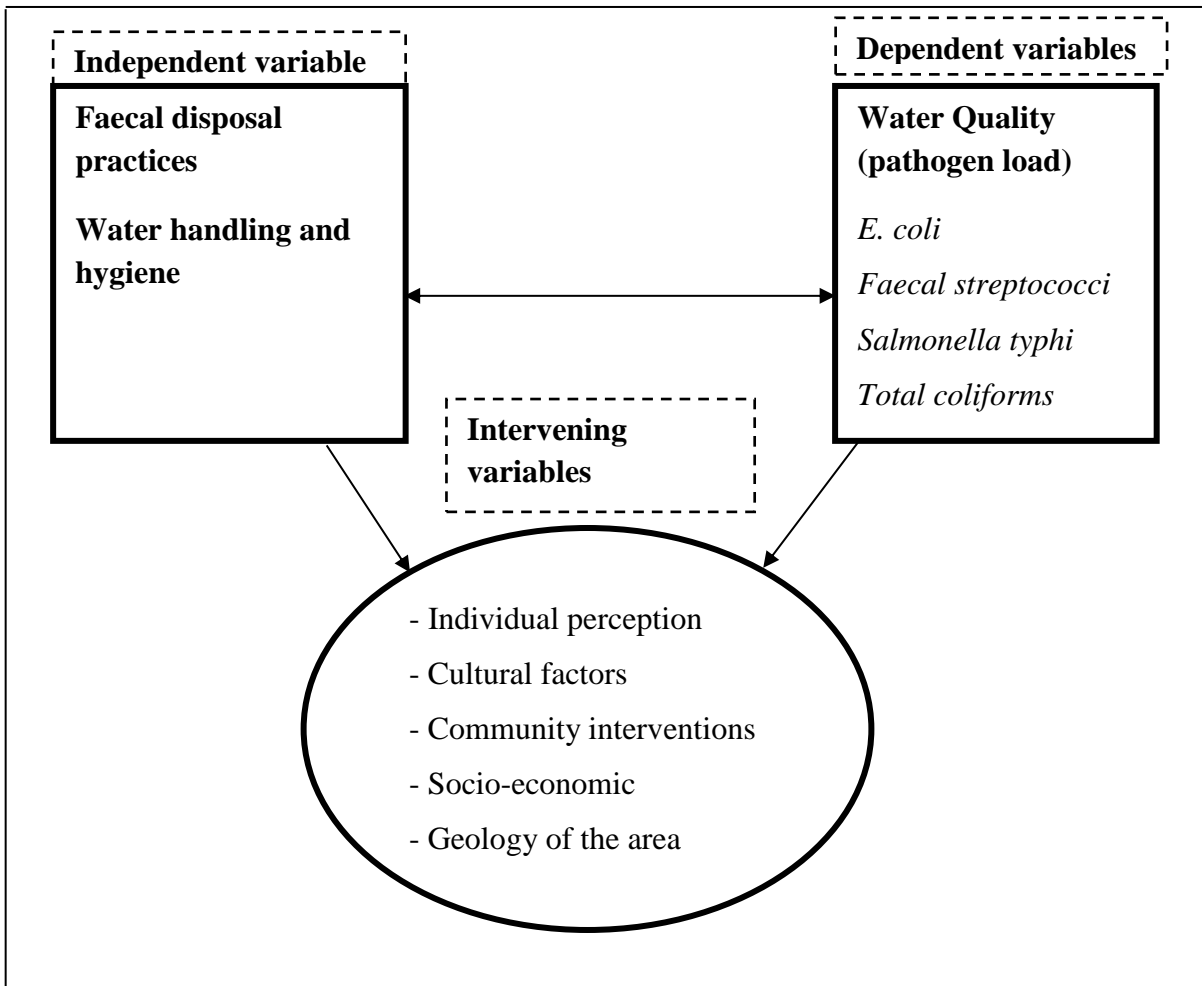 Independent variable
Faecal disposal
practices
Water handling and
hygiene
Dependent variables
Water Quality
(pathogen load)
E. coli
Faecal streptococci
Salmonella typhi
Total coliforms
Intervening
variables
- Individual perception
- Cultural factors
- Community interventions
- Socio-economic
- Geology of the area